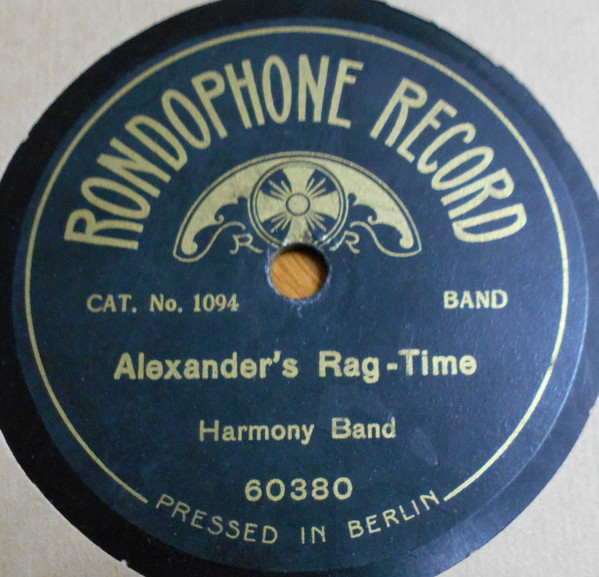 RONDOPHONE RECORD
R R
CAT. No. 1094 BAND
Alexander's Rag-Time
Harmony Band
60380
PRESSED IN BERLIN